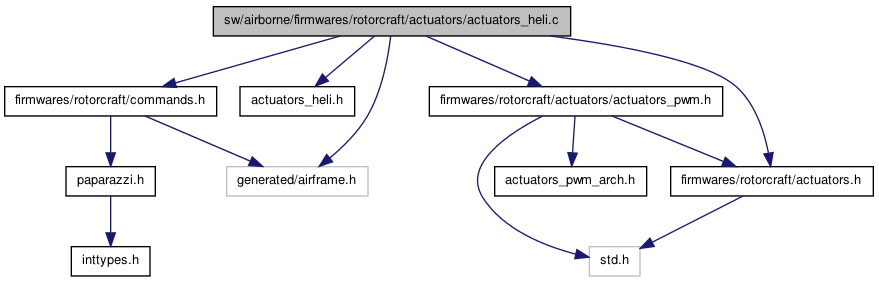 sw/airborne/firmwares/rotorcraft/actuators/actuators_heli.c
firmwares/rotorcraft/commands.h
actuators_heli.h
firmwares/rotorcraft/actuators/actuators_pwm.h
paparazzi.h
generated/airframe.h
actuators_pwm_arch.h
firmwares/rotorcraft/actuators.h
inttypes.h
std.h